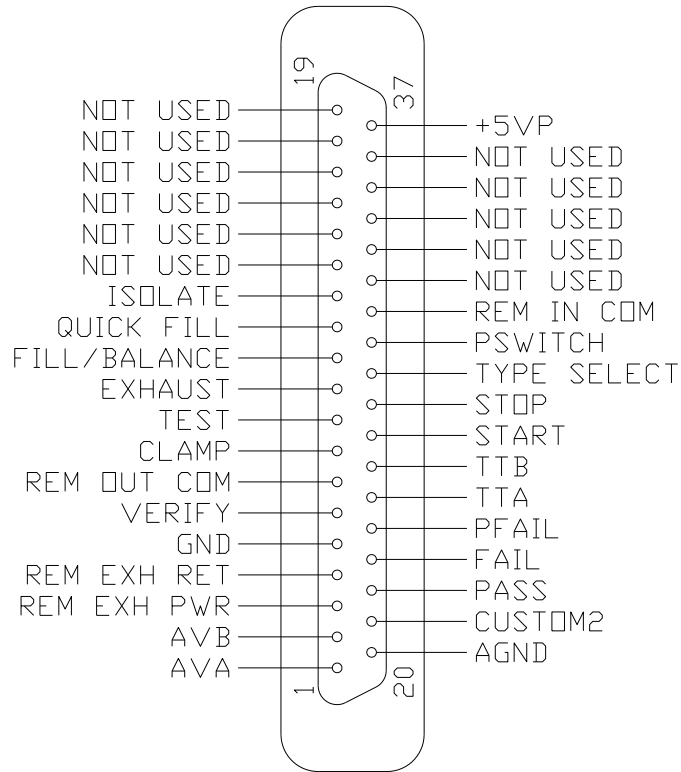 19
37
NOT USED
NOT USED
NOT USED
NOT USED
NOT USED
NOT USED
ISOLATE
QUICK FILL
FILL/BALANCE
EXHAUST
TEST
CLAMP
REM OUT COM
VERIFY
GND
REM EXH RET
REM EXH PWR
AVB
AVA
+5VP
NOT USED
NOT USED
NOT USED
NOT USED
NOT USED
REM IN COM
PSWITCH
TYPE SELECT
STOP
START
TTB
TTA
PFAIL
FAIL
PASS
CUSTOM2
AGND
1
20